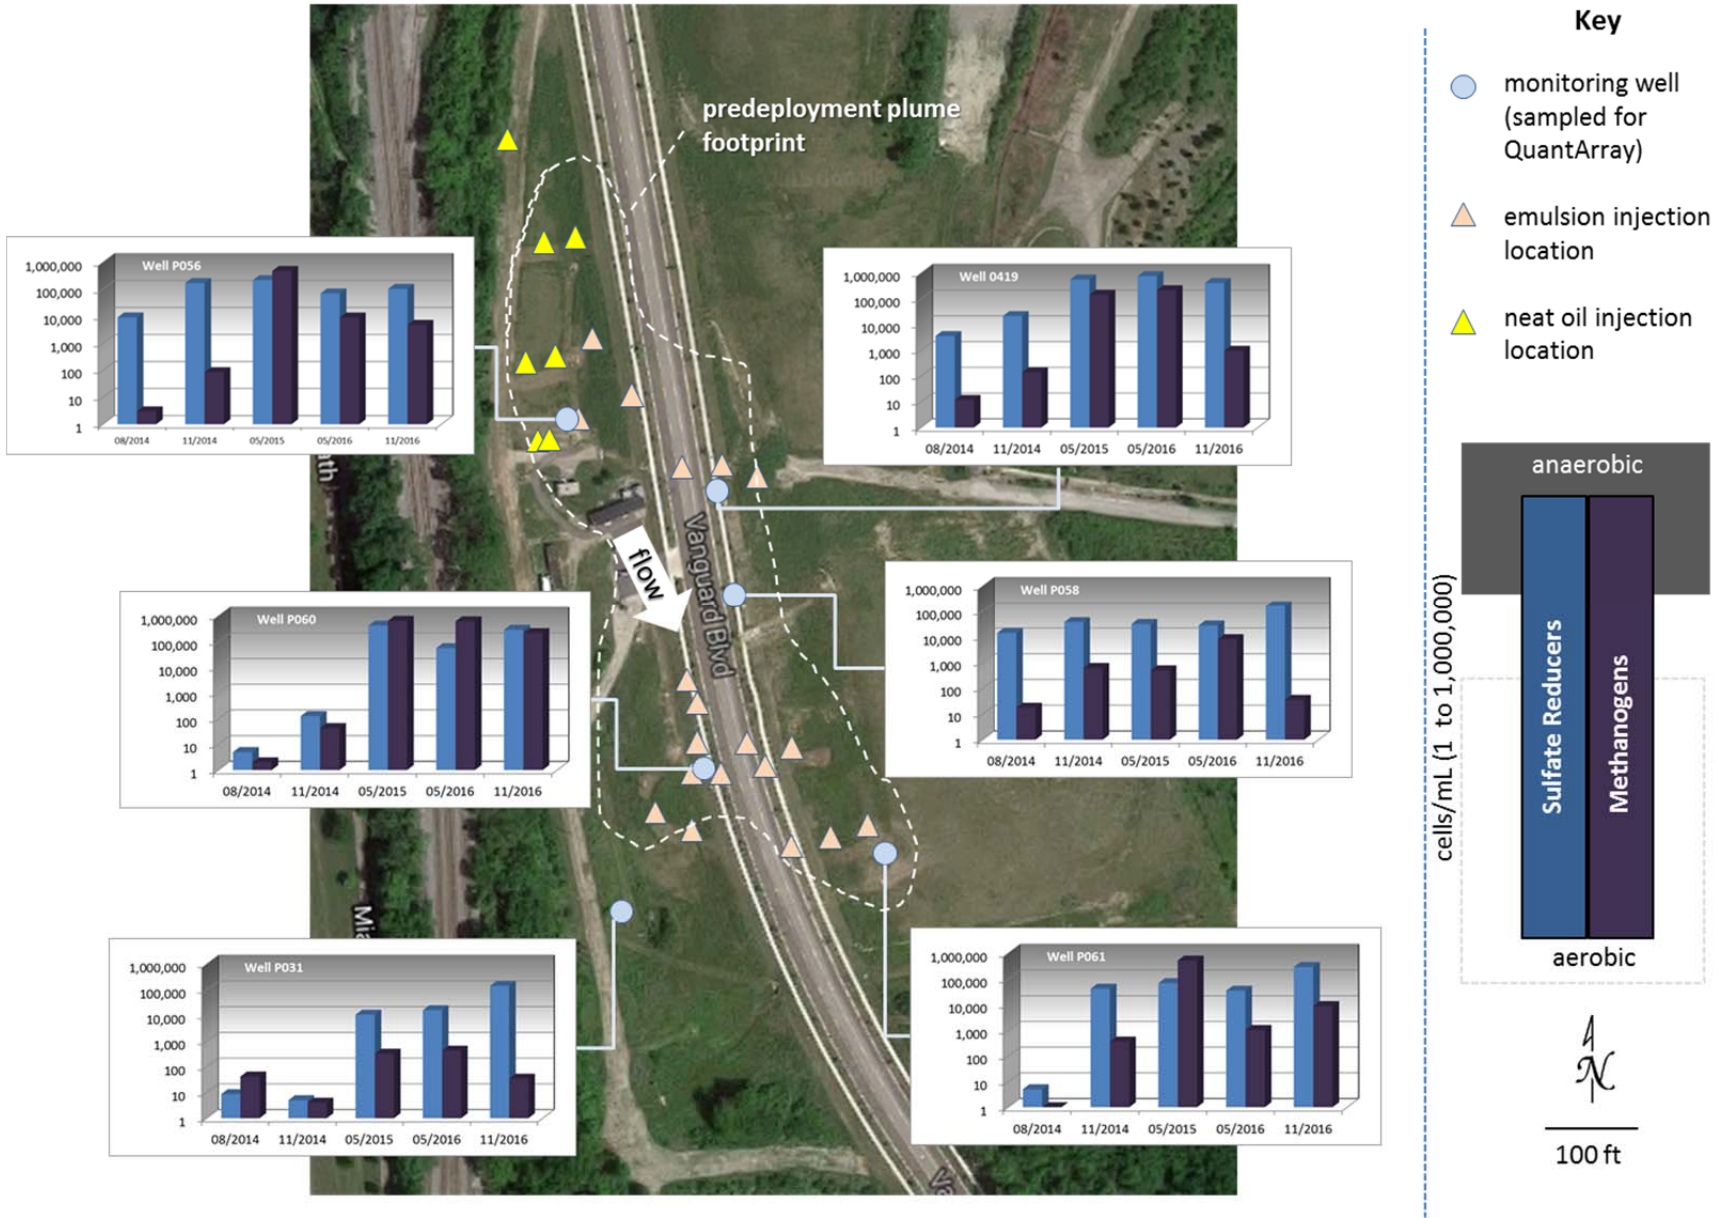 predeployment plume
footprint
Well P056
1,000,000
100,000
10,000
1,000
100
10
1
08/2014 11/2014 05/2015 05/2016 11/2016
Well 0419
1,000,000
100,000
10,000
1,000
100
10
1
08/2014 11/2014 05/2015 05/2016 11/2016
ath
flow
Vanguard Blvd
Well P060
1,000,000
100,000
10,000
1,000
100
10
1
08/2014 11/2014 05/2015 05/2016 11/2016
Well P058
1,000,000
100,000
10,000
1,000
100
10
1
08/2014 11/2014 05/2015 05/2016 11/2016
Mia
Well P031
1,000,000
100,000
10,000
1,000
100
10
1
08/2014 11/2014 05/2015 05/2016 11/2016
Well P061
1,000,000
100,000
10,000
1,000
100
10
1
08/2014 11/2014 05/2015 05/2016 11/2016
Va
Key
monitoring well
(sampled for
QuantArray)
emulsion injection
location
neat oil injection
location
anaerobic
cells/mL (1 to 1,000,000)
Sulfate Reducers
Methanogens
aerobic
N
100 ft